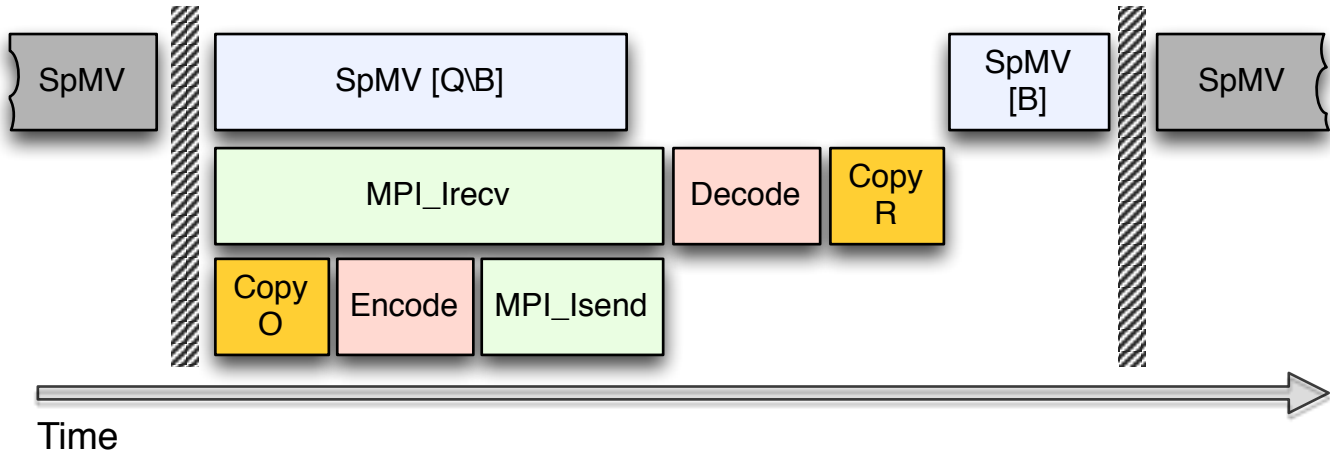 SpMV
SpMV [Q\B]
SpMV
[B]
SpMV
MPI_Irecv
Decode
Copy
R
Copy
O
Encode
MPI_Isend
Time